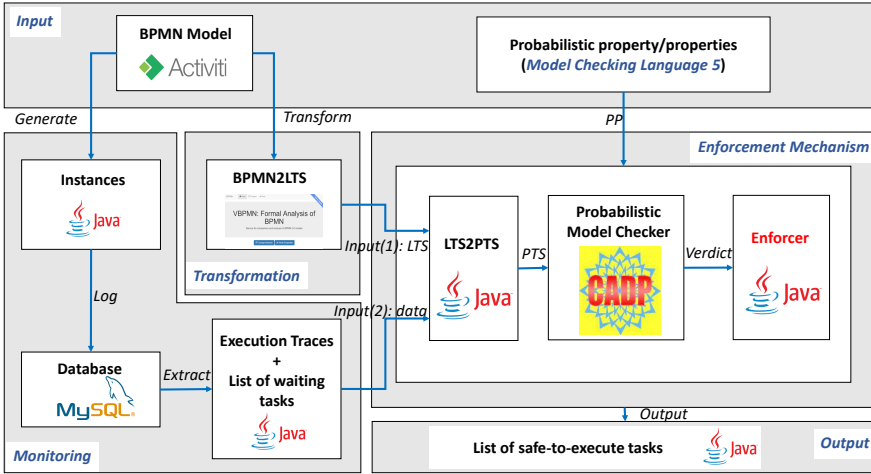 Input
BPMN Model
Activiti
Probabilistic property/properties
(Model Checking Language 5)
Generate
Transform
PP
Enforcement Mechanism
Instances
Java
BPMN2LTS
VBPMN: Formal Analysis of
BPMN
Transformation
Input(1): LTS
LTS2PTS
Java
PTS
Probabilistic
Model Checker
CADP
Verdict
Enforcer
Java
Log
Input(2): data
Database
MySQL
Extract
Execution Traces
+
List of waiting
tasks
Java
Monitoring
Output
List of safe-to-execute tasks
Java
Output